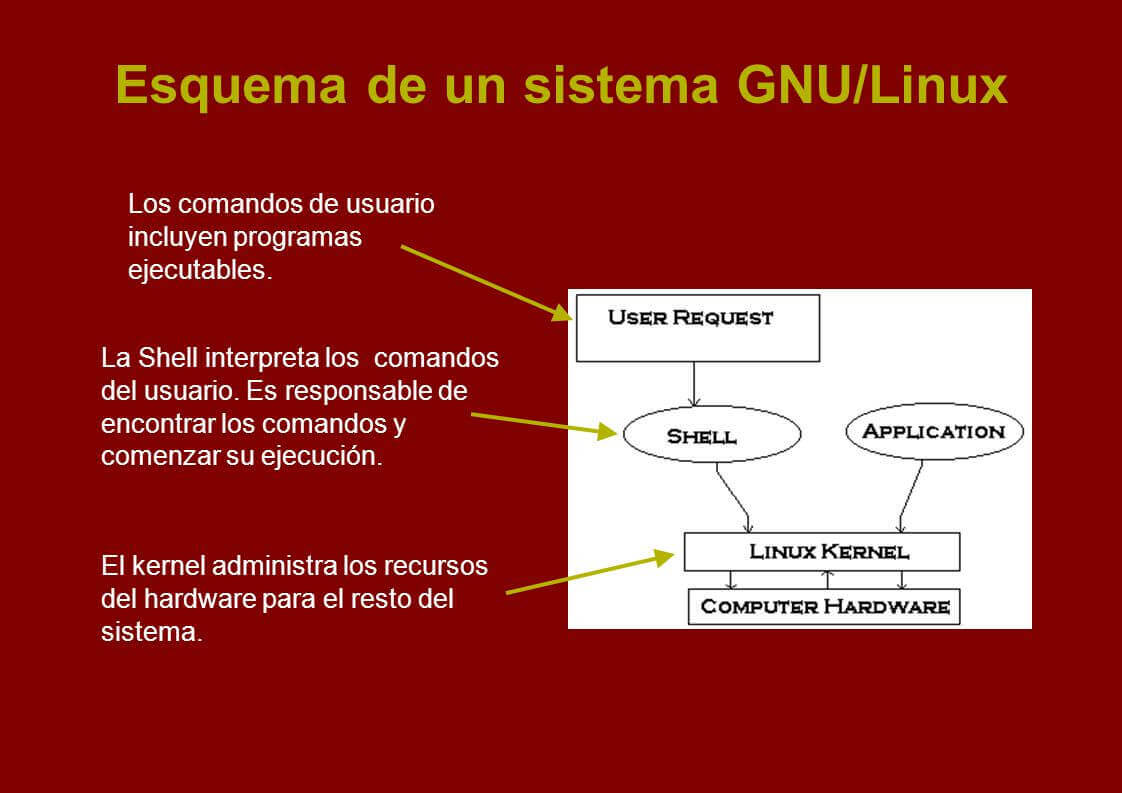 Esquema de un sistema GNU/Linux
Los comandos de usuario
incluyen programas
ejecutables.
La Shell interpreta los  comandos
del usuario. Es responsable de
encontrar los comandos y
comenzar su ejecución.
El kernel administra los recursos
del hardware para el resto del
sistema.
USER REQUEST
SHELL
APPLICATION
LINUX KERNEL
COMPUTER HARDWARE